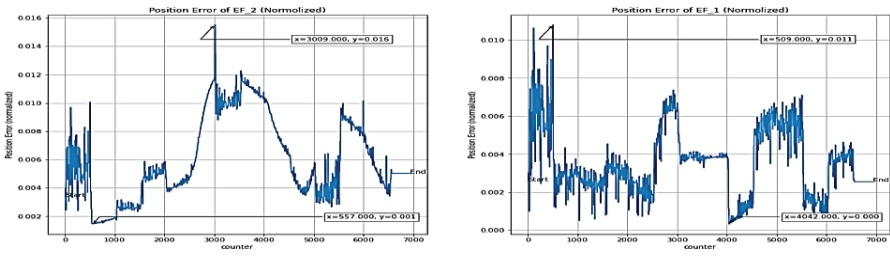 Position Error of EF_2 (Normolized)
0.016
0.014
0.012
0.010
0.008
0.006
0.004
0.002
Position Error (normalized)
x=3009.000, y=0.016
Start
End
x=557.000, y=0.001
0
1000
2000
3000
4000
5000
6000
7000
counter
Position Error of EF_1 (Normalized)
0.010
0.008
0.006
0.004
0.002
0.000
Position Error (normalized)
x=509.000, y=0.011
Start
End
x=4042.000, y=0.000
0
1000
2000
3000
4000
5000
6000
7000
counter